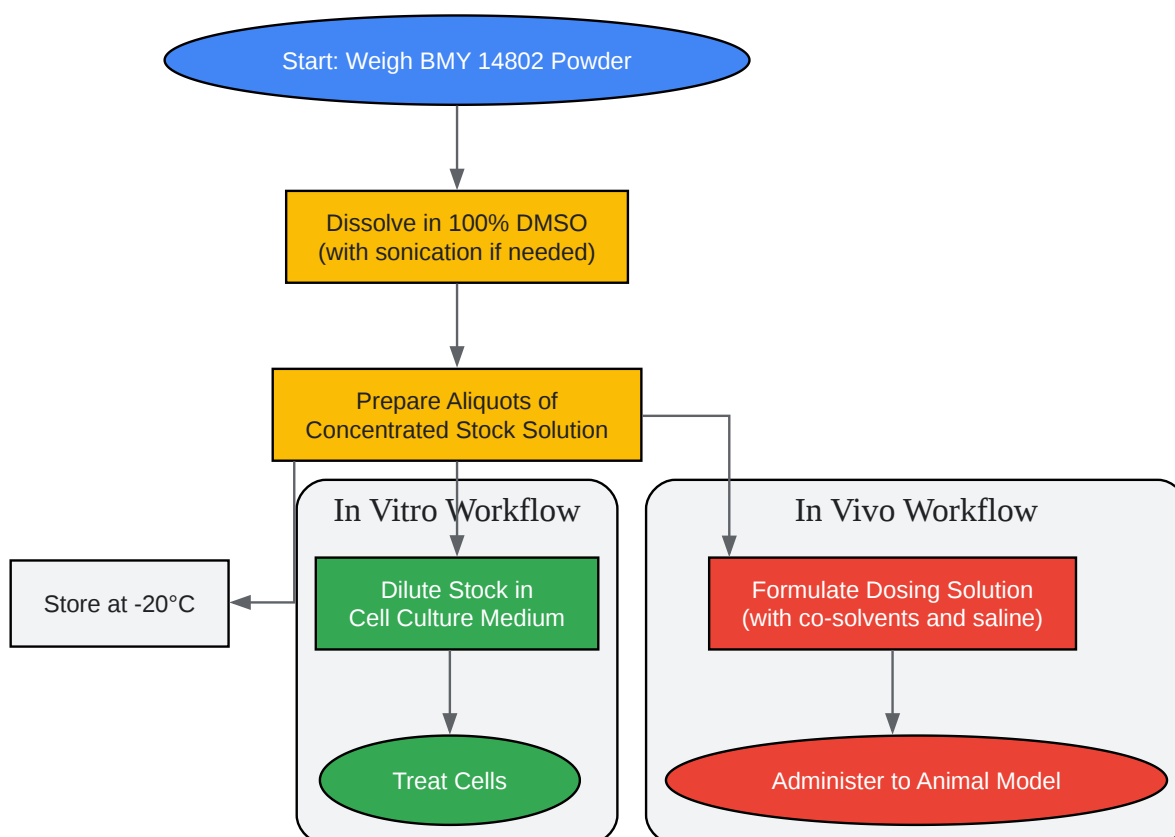 Start: Weigh BMY 14802 Powder
Dissolve in 100% DMSO
(with sonication if needed)
Prepare Aliquots of
Concentrated Stock Solution
In Vitro Workflow
In Vivo Workflow
Store at -20°C
Dilute Stock in
Cell Culture Medium
Formulate Dosing Solution
(with co-solvents and saline)
Treat Cells
Administer to Animal Model